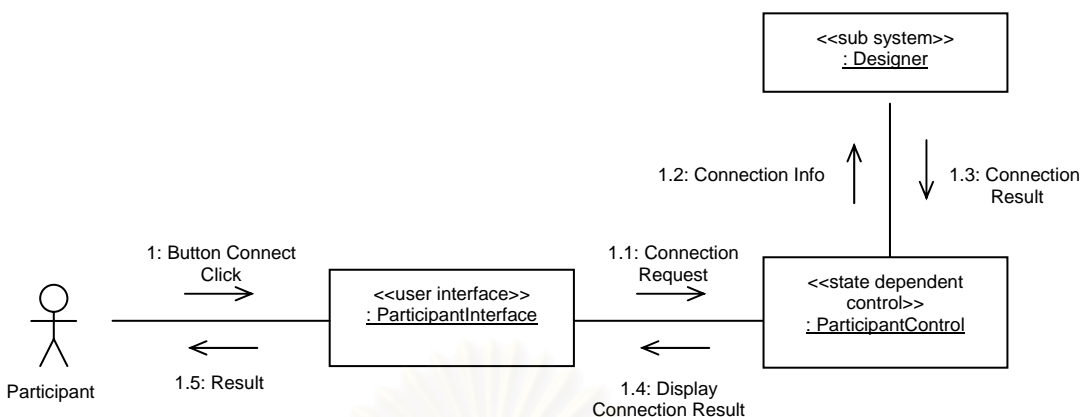 <<sub system>>
: Designer
1.2: Connection Info
1.3: Connection
Result
1: Button Connect
Click
1.1: Connection
Request
<<user interface>>
: ParticipantInterface
<<state dependent
control>>
: ParticipantControl
Participant
1.5: Result
1.4: Display
Connection Result